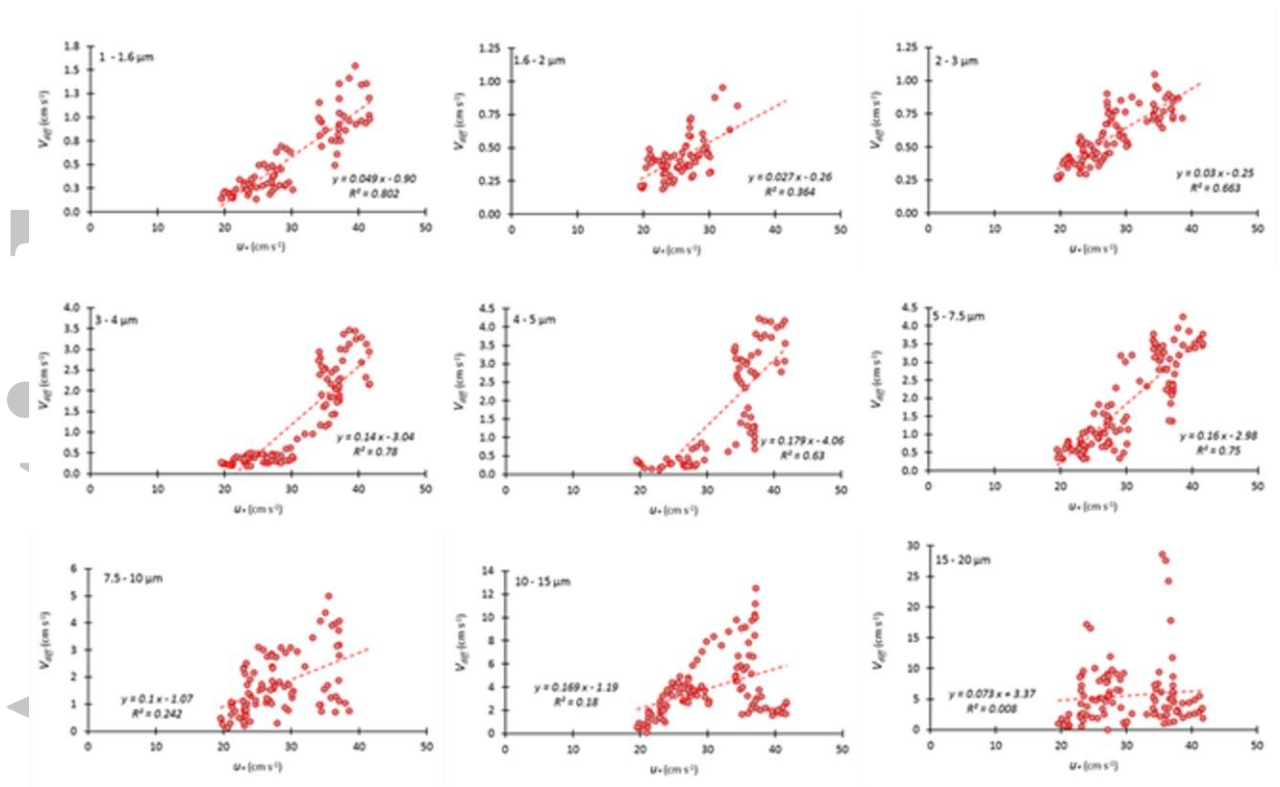 1 - 1.6 µm
1.8
1.5
1.3
1.0
0.8
0.5
0.3
0.0
V_diff (cm s⁻¹)
y = 0.049 x - 0.90
R² = 0.802
0 10 20 30 40 50
u* (cm s⁻¹)
1.6 - 2 µm
1.25
1.00
0.75
0.50
0.25
0.00
V_diff (cm s⁻¹)
y = 0.027 x - 0.26
R² = 0.364
0 10 20 30 40 50
u* (cm s⁻¹)
2 - 3 µm
1.25
1.00
0.75
0.50
0.25
0.00
V_diff (cm s⁻¹)
y = 0.03 x - 0.25
R² = 0.663
0 10 20 30 40 50
u* (cm s⁻¹)
3 - 4 µm
4.0
3.5
3.0
2.5
2.0
1.5
1.0
0.5
0.0
V_diff (cm s⁻¹)
y = 0.14 x - 3.04
R² = 0.78
0 10 20 30 40 50
u* (cm s⁻¹)
4 - 5 µm
4.5
4.0
3.5
3.0
2.5
2.0
1.5
1.0
0.5
0.0
V_diff (cm s⁻¹)
y = 0.179 x - 4.06
R² = 0.63
0 10 20 30 40 50
u* (cm s⁻¹)
5 - 7.5 µm
4.5
4.0
3.5
3.0
2.5
2.0
1.5
1.0
0.5
0.0
V_diff (cm s⁻¹)
y = 0.16 x - 2.98
R² = 0.75
0 10 20 30 40 50
u* (cm s⁻¹)
7.5 - 10 µm
6
5
4
3
2
1
0
V_diff (cm s⁻¹)
y = 0.1 x - 1.07
R² = 0.242
0 10 20 30 40 50
u* (cm s⁻¹)
10 - 15 µm
14
12
10
8
6
4
2
0
V_diff (cm s⁻¹)
y = 0.169 x - 1.19
R² = 0.18
0 10 20 30 40 50
u* (cm s⁻¹)
15 - 20 µm
30
25
20
15
10
5
0
V_diff (cm s⁻¹)
y = 0.073 x + 3.37
R² = 0.008
0 10 20 30 40 50
u* (cm s⁻¹)